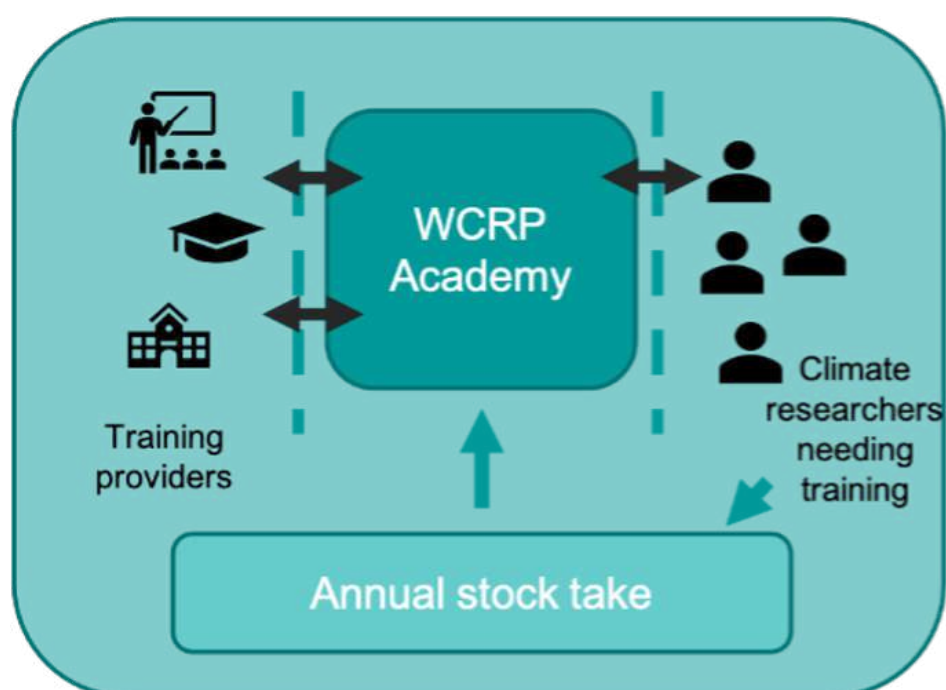 WCRP
Academy
Training
providers
Climate
researchers
needing
training
Annual stock take